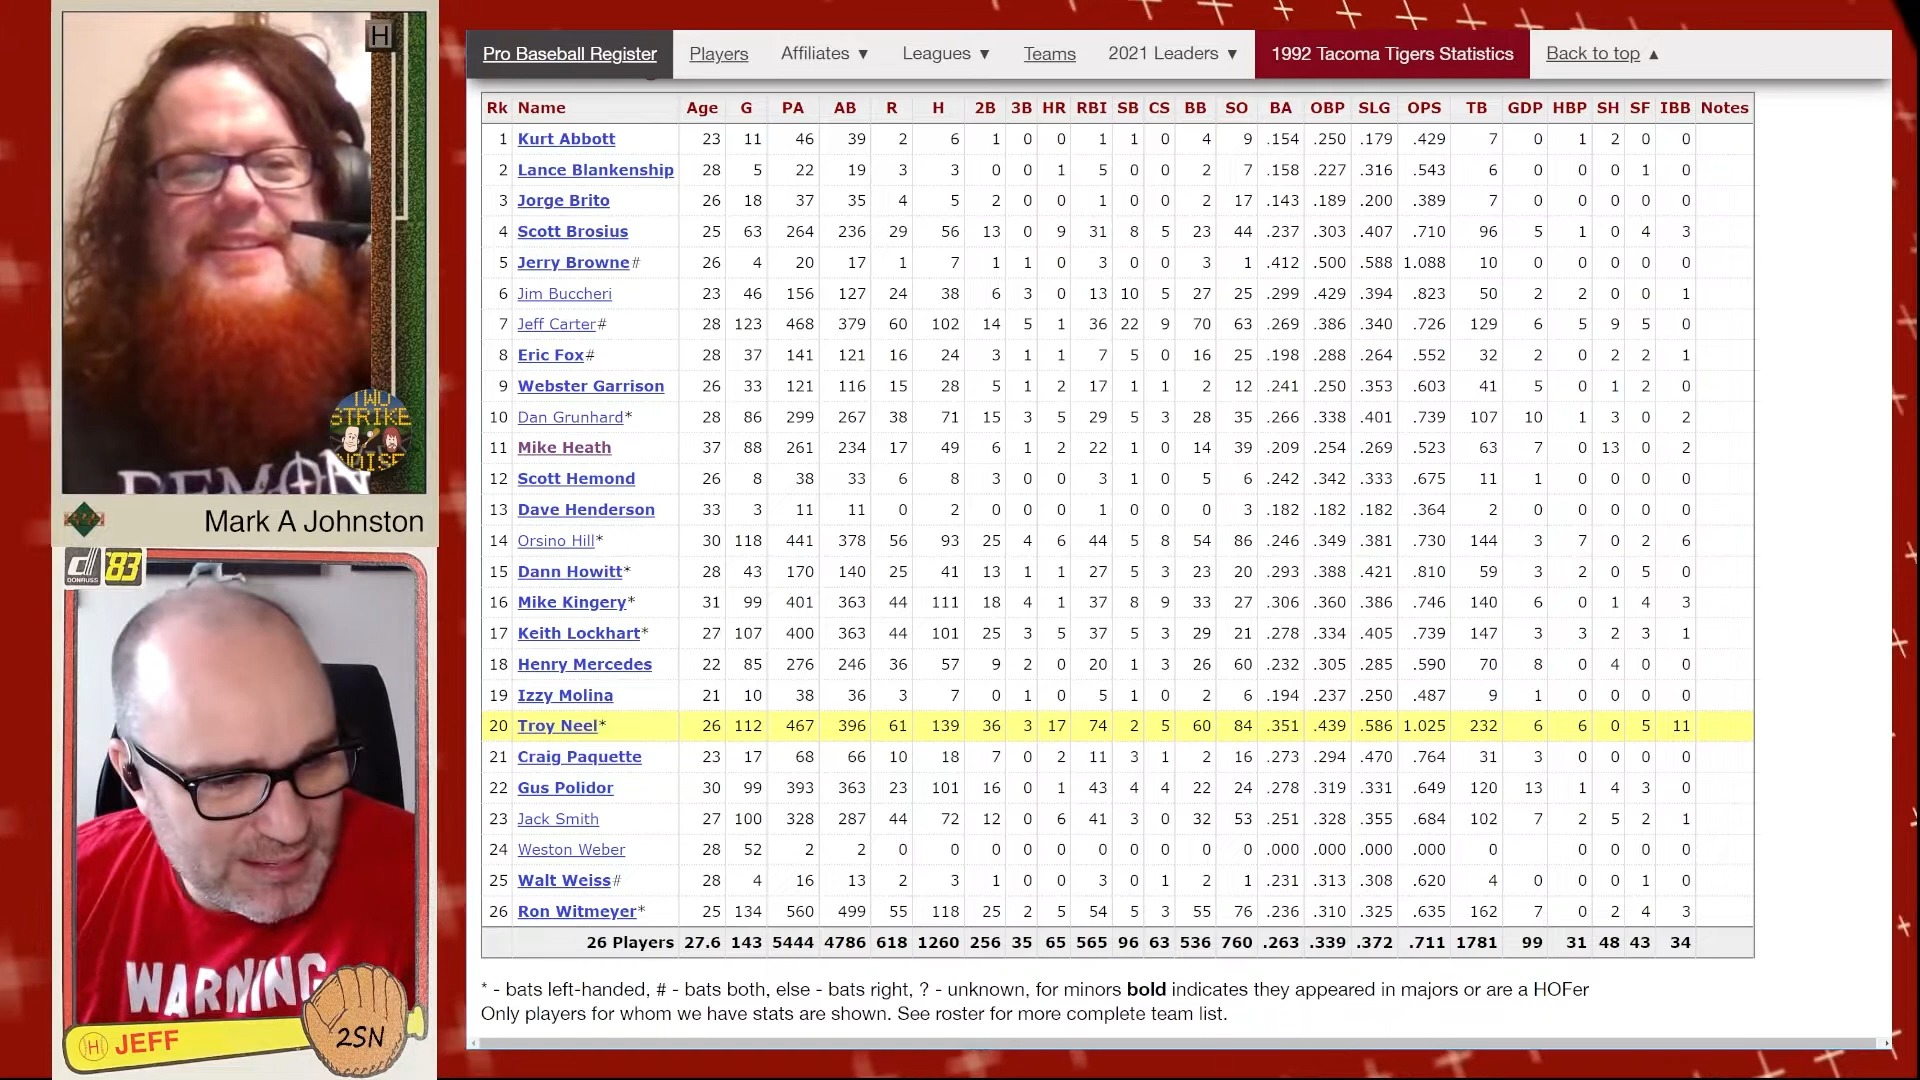 H
TWO
STRIKE
NOISE
DEMON
Mark A Johnston
d
DONRUSS
'83
WARNING
H JEFF
2SN
Pro Baseball Register Players Affiliates ▼ Leagues ▼ Teams 2021 Leaders ▼ 1992 Tacoma Tigers Statistics Back to top ▲
Rk Name Age G PA AB R H 2B 3B HR RBI SB CS BB SO BA OBP SLG OPS TB GDP HBP SH SF IBB Notes
1 Kurt Abbott 23 11 46 39 2 6 1 0 0 1 1 0 4 9 .154 .250 .179 .429 7 0 1 2 0 0
2 Lance Blankenship 28 5 22 19 3 3 0 0 1 5 0 0 2 7 .158 .227 .316 .543 6 0 0 0 1 0
3 Jorge Brito 26 18 37 35 4 5 2 0 0 1 0 0 2 17 .143 .189 .200 .389 7 0 0 0 0 0
4 Scott Brosius 25 63 264 236 29 56 13 0 9 31 8 5 23 44 .237 .303 .407 .710 96 5 1 0 4 3
5 Jerry Browne# 26 4 20 17 1 7 1 1 0 3 0 0 3 1 .412 .500 .588 1.088 10 0 0 0 0 0
6 Jim Buccheri 23 46 156 127 24 38 6 3 0 13 10 5 27 25 .299 .429 .394 .823 50 2 2 0 0 1
7 Jeff Carter# 28 123 468 379 60 102 14 5 1 36 22 9 70 63 .269 .386 .340 .726 129 6 5 9 5 0
8 Eric Fox# 28 37 141 121 16 24 3 1 1 7 5 0 16 25 .198 .288 .264 .552 32 2 0 2 2 1
9 Webster Garrison 26 33 121 116 15 28 5 1 2 17 1 1 2 12 .241 .250 .353 .603 41 5 0 1 2 0
10 Dan Grunhard* 28 86 299 267 38 71 15 3 5 29 5 3 28 35 .266 .338 .401 .739 107 10 1 3 0 2
11 Mike Heath 37 88 261 234 17 49 6 1 2 22 1 0 14 39 .209 .254 .269 .523 63 7 0 13 0 2
12 Scott Hemond 26 8 38 33 6 8 3 0 0 3 1 0 5 6 .242 .342 .333 .675 11 1 0 0 0 0
13 Dave Henderson 33 3 11 11 0 2 0 0 0 1 0 0 0 3 .182 .182 .182 .364 2 0 0 0 0 0
14 Orsino Hill* 30 118 441 378 56 93 25 4 6 44 5 8 54 86 .246 .349 .381 .730 144 3 7 0 2 6
15 Dann Howitt* 28 43 170 140 25 41 13 1 1 27 5 3 23 20 .293 .388 .421 .810 59 3 2 0 5 0
16 Mike Kingery* 31 99 401 363 44 111 18 4 1 37 8 9 33 27 .306 .360 .386 .746 140 6 0 1 4 3
17 Keith Lockhart* 27 107 400 363 44 101 25 3 5 37 5 3 29 21 .278 .334 .405 .739 147 3 3 2 3 1
18 Henry Mercedes 22 85 276 246 36 57 9 2 0 20 1 3 26 60 .232 .305 .285 .590 70 8 0 4 0 0
19 Izzy Molina 21 10 38 36 3 7 0 1 0 5 1 0 2 6 .194 .237 .250 .487 9 1 0 0 0 0
20 Troy Neel* 26 112 467 396 61 139 36 3 17 74 2 5 60 84 .351 .439 .586 1.025 232 6 6 0 5 11
21 Craig Paquette 23 17 68 66 10 18 7 0 2 11 3 1 2 16 .273 .294 .470 .764 31 3 0 0 0 0
22 Gus Polidor 30 99 393 363 23 101 16 0 1 43 4 4 22 24 .278 .319 .331 .649 120 13 1 4 3 0
23 Jack Smith 27 100 328 287 44 72 12 0 6 41 3 0 32 53 .251 .328 .355 .684 102 7 2 5 2 1
24 Weston Weber 28 52 2 2 0 0 0 0 0 0 0 0 0 0 .000 .000 .000 .000 0 0 0 0 0
25 Walt Weiss# 28 4 16 13 2 3 1 0 0 3 0 1 2 1 .231 .313 .308 .620 4 0 0 0 1 0
26 Ron Witmeyer* 25 134 560 499 55 118 25 2 5 54 5 3 55 76 .236 .310 .325 .635 162 7 0 2 4 3
26 Players 27.6 143 5444 4786 618 1260 256 35 65 565 96 63 536 760 .263 .339 .372 .711 1781 99 31 48 43 34
* - bats left-handed, # - bats both, else - bats right, ? - unknown, for minors bold indicates they appeared in majors or are a HOFer
Only players for whom we have stats are shown. See roster for more complete team list.